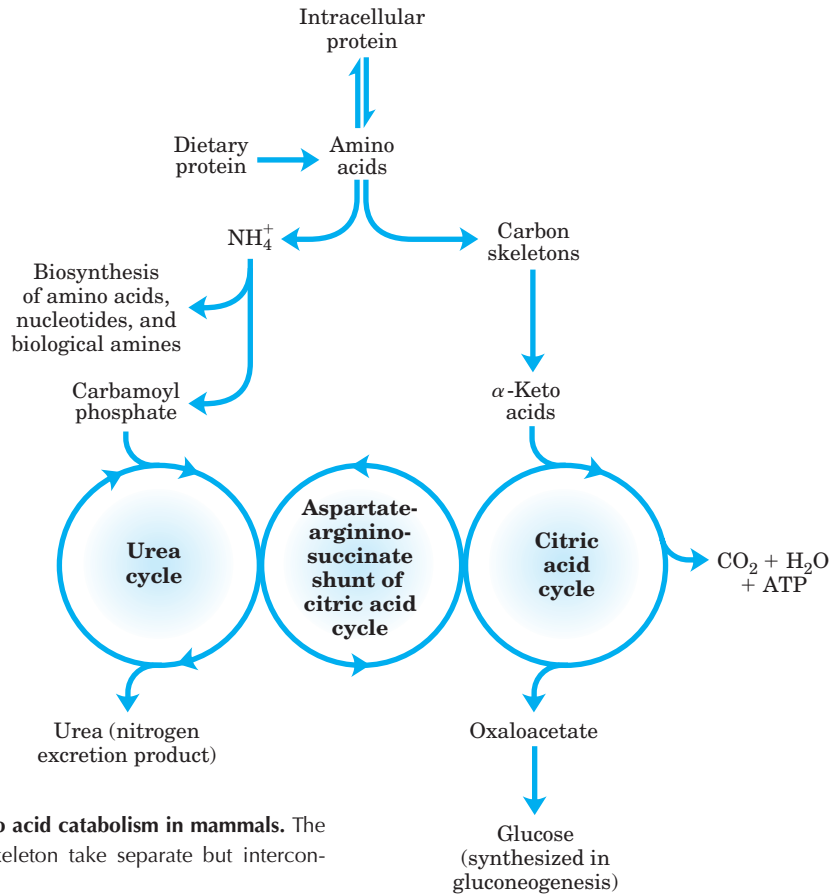 Intracellular
protein
Dietary
protein
Amino
acids
NH₄⁺
Carbon
skeletons
Biosynthesis
of amino acids,
nucleotides, and
biological amines
Carbamoyl
phosphate
α-Keto
acids
Urea
cycle
Aspartate-
arginino-
succinate
shunt of
citric acid
cycle
Citric
acid
cycle
CO₂ + H₂O
+ ATP
Urea (nitrogen
excretion product)
Oxaloacetate
Glucose
(synthesized in
gluconeogenesis)
acid catabolism in mammals. The
take separate but intercon-